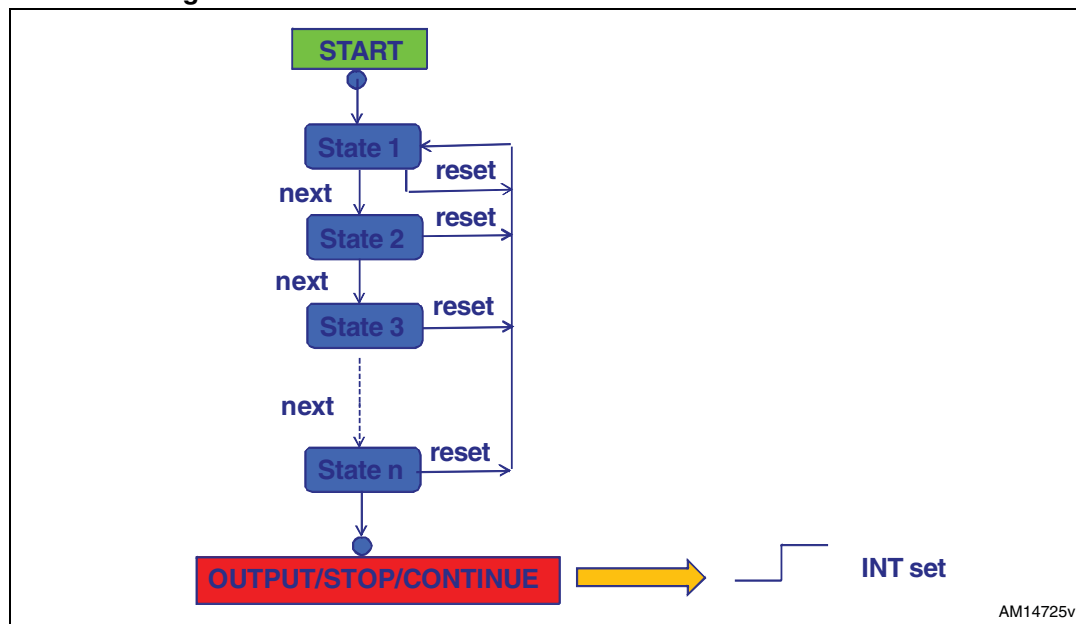 g
START
State 1
reset
next
State 2
reset
next
State 3
reset
next
State n
reset
OUTPUT/STOP/CONTINUE
INT set
AM14725v